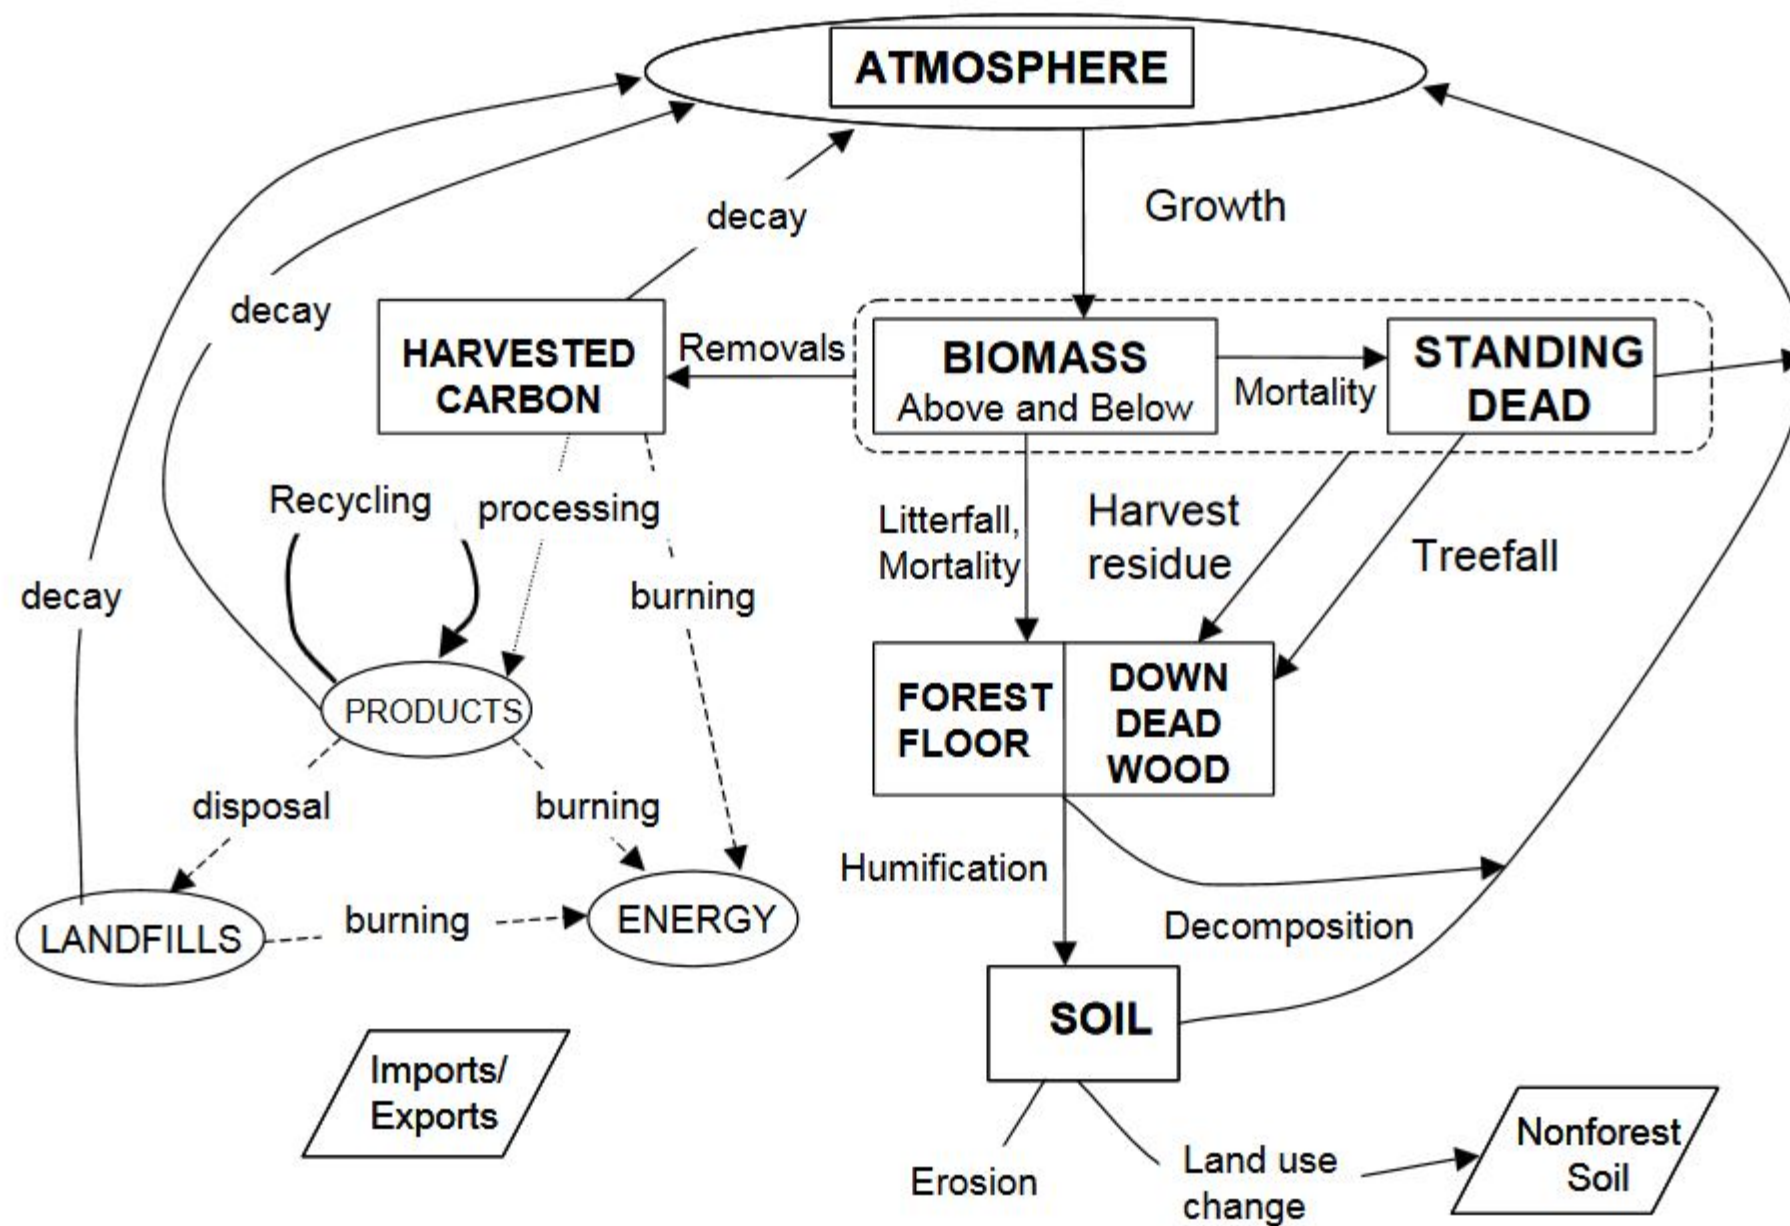 ATMOSPHERE
Growth
decay
decay
HARVESTED
CARBON
Removals
BIOMASS
Above and Below
Mortality
STANDING
DEAD
Recycling
processing
burning
decay
Litterfall,
Mortality
Harvest
residue
Treefall
PRODUCTS
FOREST
FLOOR
DOWN
DEAD
WOOD
disposal
burning
Humification
Decomposition
LANDFILLS
burning
ENERGY
SOIL
Imports/
Exports
Erosion
Land use
change
Nonforest
Soil